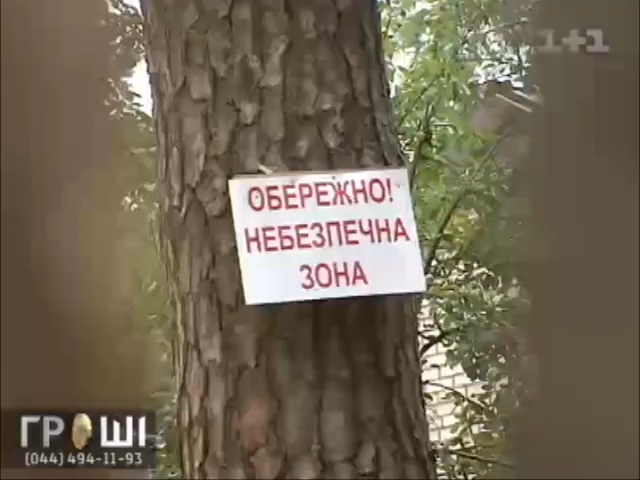 1+1
ОБЕРЕЖНО!
НЕБЕЗПЕЧНА
ЗОНА
ГРОШІ
(044) 494-11-93